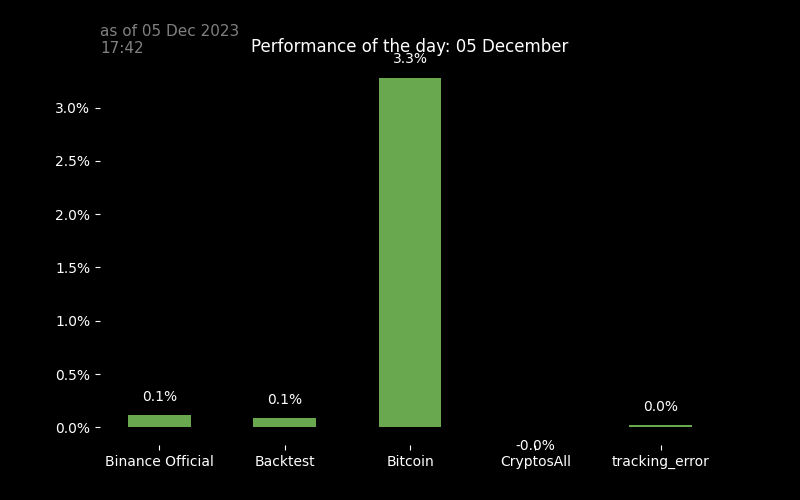 as of 05 Dec 2023
17:42
Performance of the day: 05 December
3.3%
3.0%
2.5%
2.0%
1.5%
1.0%
0.5%
0.0%
0.1%
0.1%
0.0%
-0.0%
Binance Official
Backtest
Bitcoin
CryptosAll
tracking_error